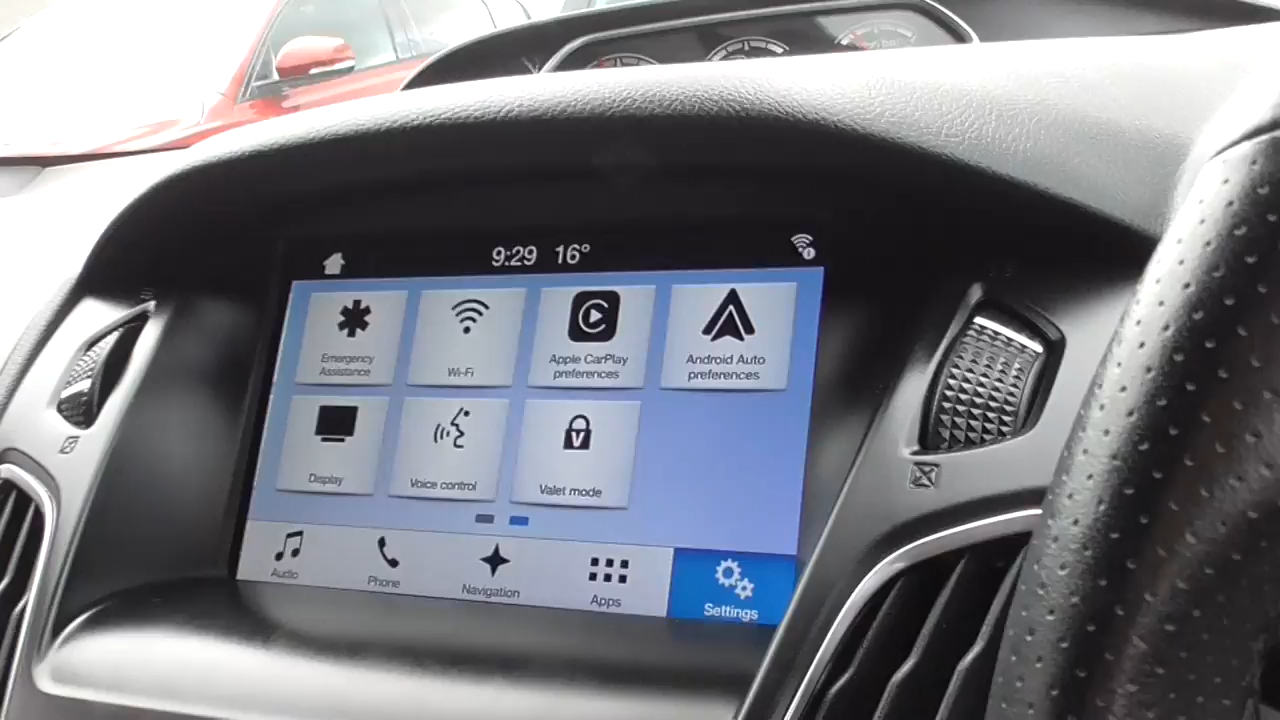 9:29 16°
Emergency
Assistance
Wi-Fi
Apple CarPlay
preferences
Android Auto
preferences
Display
Voice control
V
Valet mode
Audio
Phone
Navigation
Apps
Settings